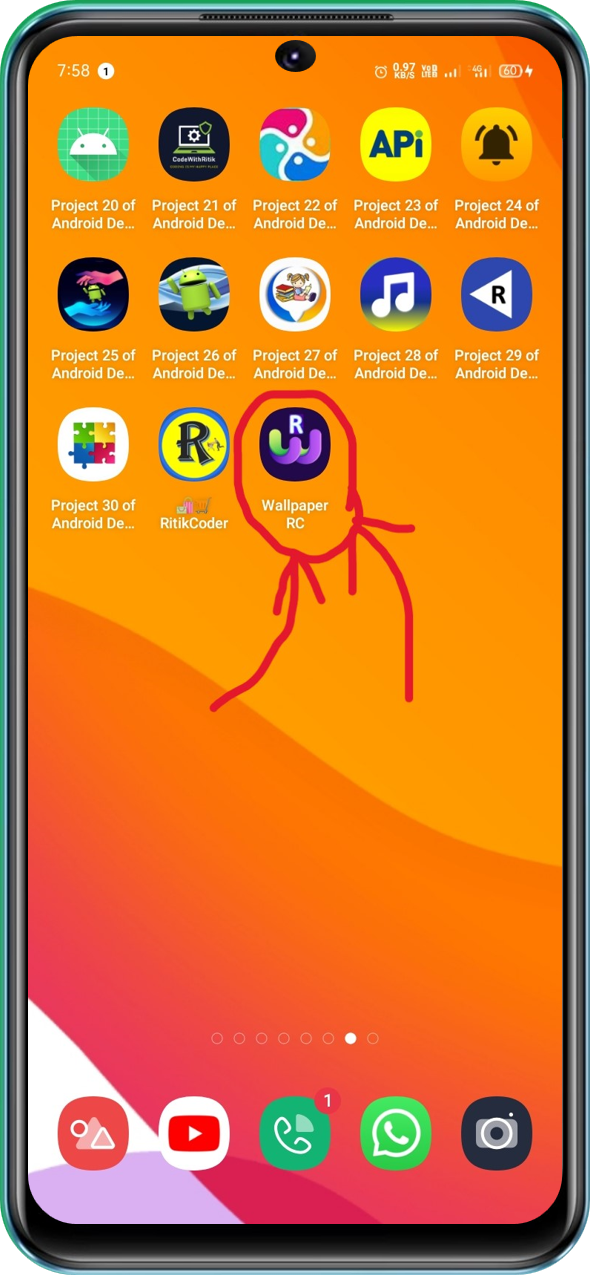 7:58 1 0.97 KB/S VoB LTEB 4G 60
CodeWithRitik
APi
Project 20 of Project 21 of Project 22 of Project 23 of Project 24 of
Android De... Android De... Android De... Android De... Android De...
R
Project 25 of Project 26 of Project 27 of Project 28 of Project 29 of
Android De... Android De... Android De... Android De... Android De...
R
R
W
Project 30 of
Android De...
RitikCoder
Wallpaper
RC
1